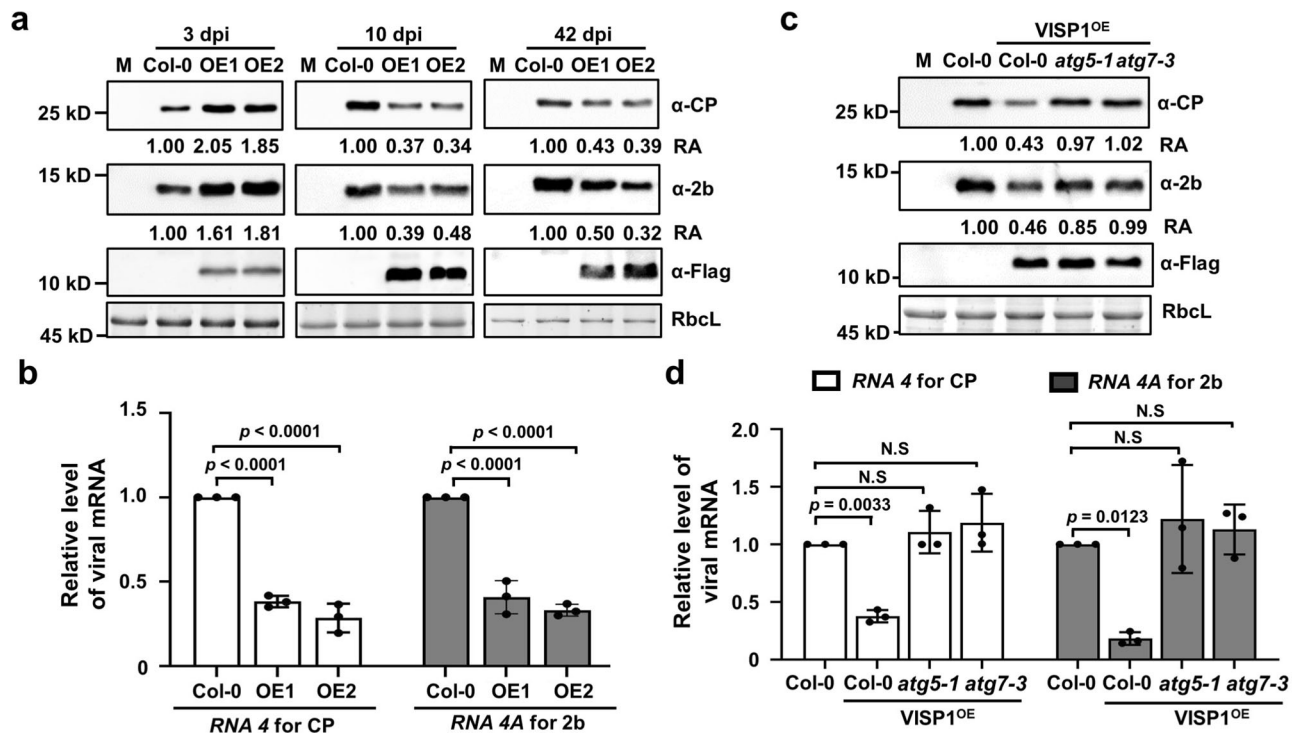 a
3 dpi 10 dpi 42 dpi
M Col-0 OE1 OE2 M Col-0 OE1 OE2 M Col-0 OE1 OE2
25 kD α-CP
1.00 2.05 1.85 1.00 0.37 0.34 1.00 0.43 0.39 RA
15 kD α-2b
1.00 1.61 1.81 1.00 0.39 0.48 1.00 0.50 0.32 RA
10 kD α-Flag
45 kD RbcL
c
VISP1OE
M Col-0 Col-0 atg5-1 atg7-3
25 kD α-CP
1.00 0.43 0.97 1.02 RA
15 kD α-2b
1.00 0.46 0.85 0.99 RA
10 kD α-Flag
45 kD RbcL
b
Relative level
of viral mRNA
1.5
1.0
0.5
0
p < 0.0001
p < 0.0001
p < 0.0001
p < 0.0001
Col-0 OE1 OE2 Col-0 OE1 OE2
RNA 4 for CP RNA 4A for 2b
d
RNA 4 for CP RNA 4A for 2b
Relative level of
viral mRNA
2.0
1.5
1.0
0.5
0
N.S
N.S
p = 0.0033
N.S
N.S
p = 0.0123
Col-0 Col-0 atg5-1 atg7-3 Col-0 Col-0 atg5-1 atg7-3
VISP1OE VISP1OE